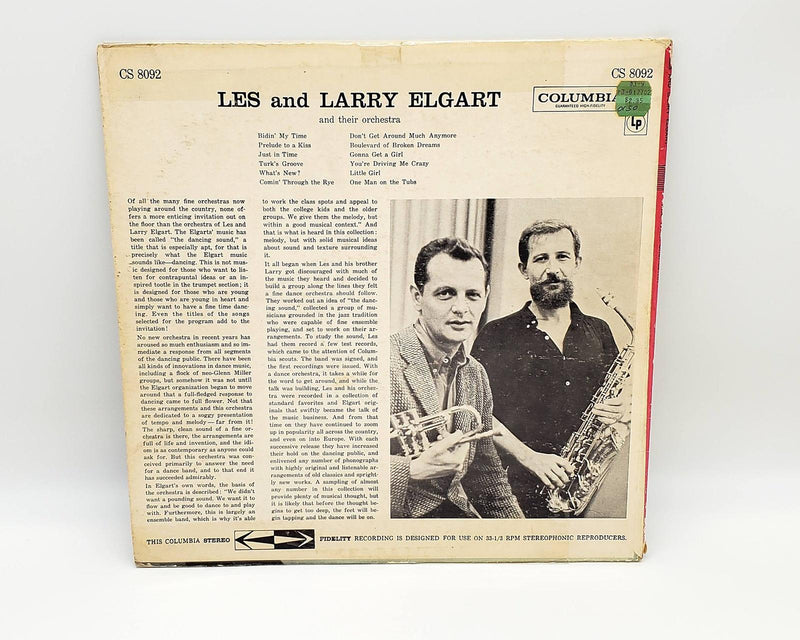 CS 8092
CS 8092
LES and LARRY ELGART
and their orchestra
COLUMBIA
GUARANTEED HIGH-FIDELITY
Lp
Ridin' My Time
Prelude to a Kiss
Just in Time
Turk's Groove
What's New?
Comin' Through the Rye
Don't Get Around Much Anymore
Boulevard of Broken Dreams
Gonna Get a Girl
You're Driving Me Crazy
Little Girl
One Man on the Tubs
Of all the many fine orchestras now
playing around the country, none of-
fers a more enticing invitation out on
the floor than the orchestra of Les and
Larry Elgart. The Elgarts' music has
been called "the dancing sound," a
title that is especially apt, for that is
precisely what the Elgart music
sounds like—dancing. This is not mus-
ic designed for those who want to lis-
ten for contrapuntal ideas or an in-
spired tootle in the trumpet section; it
is designed for those who are young
and those who are young in heart and
simply want to have a fine time danc-
ing. Even the titles of the songs
selected for the program add to the
invitation!
No new orchestra in recent years has
aroused so much enthusiasm and so im-
mediate a response from all segments
of the dancing public. There have been
all kinds of innovations in dance music,
including a flock of neo-Glenn Miller
groups, but somehow it was not until
the Elgart organization began to move
around that a full-fledged response to
dancing came to full flower. Not that
these arrangements and this orchestra
are dedicated to a soggy presentation
of tempo and melody—far from it!
The sharp, clean sound of a fine or-
chestra is there, the arrangements are
full of life and invention, and the idi-
om is as contemporary as anyone could
ask for. But this orchestra was con-
ceived primarily to answer the need
for a dance band, and to that end it
has succeeded admirably.
In Elgart's own words, the basis of
the orchestra is described: "We didn't
want a pounding sound. We want it to
flow and be good to dance to and play
with. Furthermore, this is largely an
ensemble band, which is why it's able
to work the class spots and appeal to
both the college kids and the older
groups. We give them the melody, but
within a good musical context." And
that is what is heard in this collection:
melody, but with solid musical ideas
about sound and texture surrounding
it.
It all began when Les and his brother
Larry got discouraged with much of
the music they heard and decided to
build a group along the lines they felt
a fine dance orchestra should follow.
They worked out an idea of "the danc-
ing sound," collected a group of mu-
sicians grounded in the jazz tradition
who were capable of fine ensemble
playing, and set to work on their ar-
rangements. To study the sound, Les
had them record a few test records,
which came to the attention of Colum-
bia scouts. The band was signed, and
the first recordings were issued. With
a dance orchestra, it takes a while for
the word to get around, and while the
talk was building, Les and his orches-
tra were recorded in a collection of
standard favorites and Elgart orig-
inals that swiftly became the talk of
the music business. And from that
time on they have continued to zoom
up in popularity all across the country,
and even on into Europe. With each
successive release they have increased
their hold on the dancing public, and
enlivened any number of phonographs
with highly original and listenable ar-
rangements of old classics and spright-
ly new works. A sampling of almost
any number in this collection will
provide plenty of musical thought, but
it is likely that before the thought be-
gins to get too deep, the feet will be-
gin tapping and the dance will be on.
THIS COLUMBIA STEREO FIDELITY RECORDING IS DESIGNED FOR USE ON 33-1/3 RPM STEREOPHONIC REPRODUCERS.